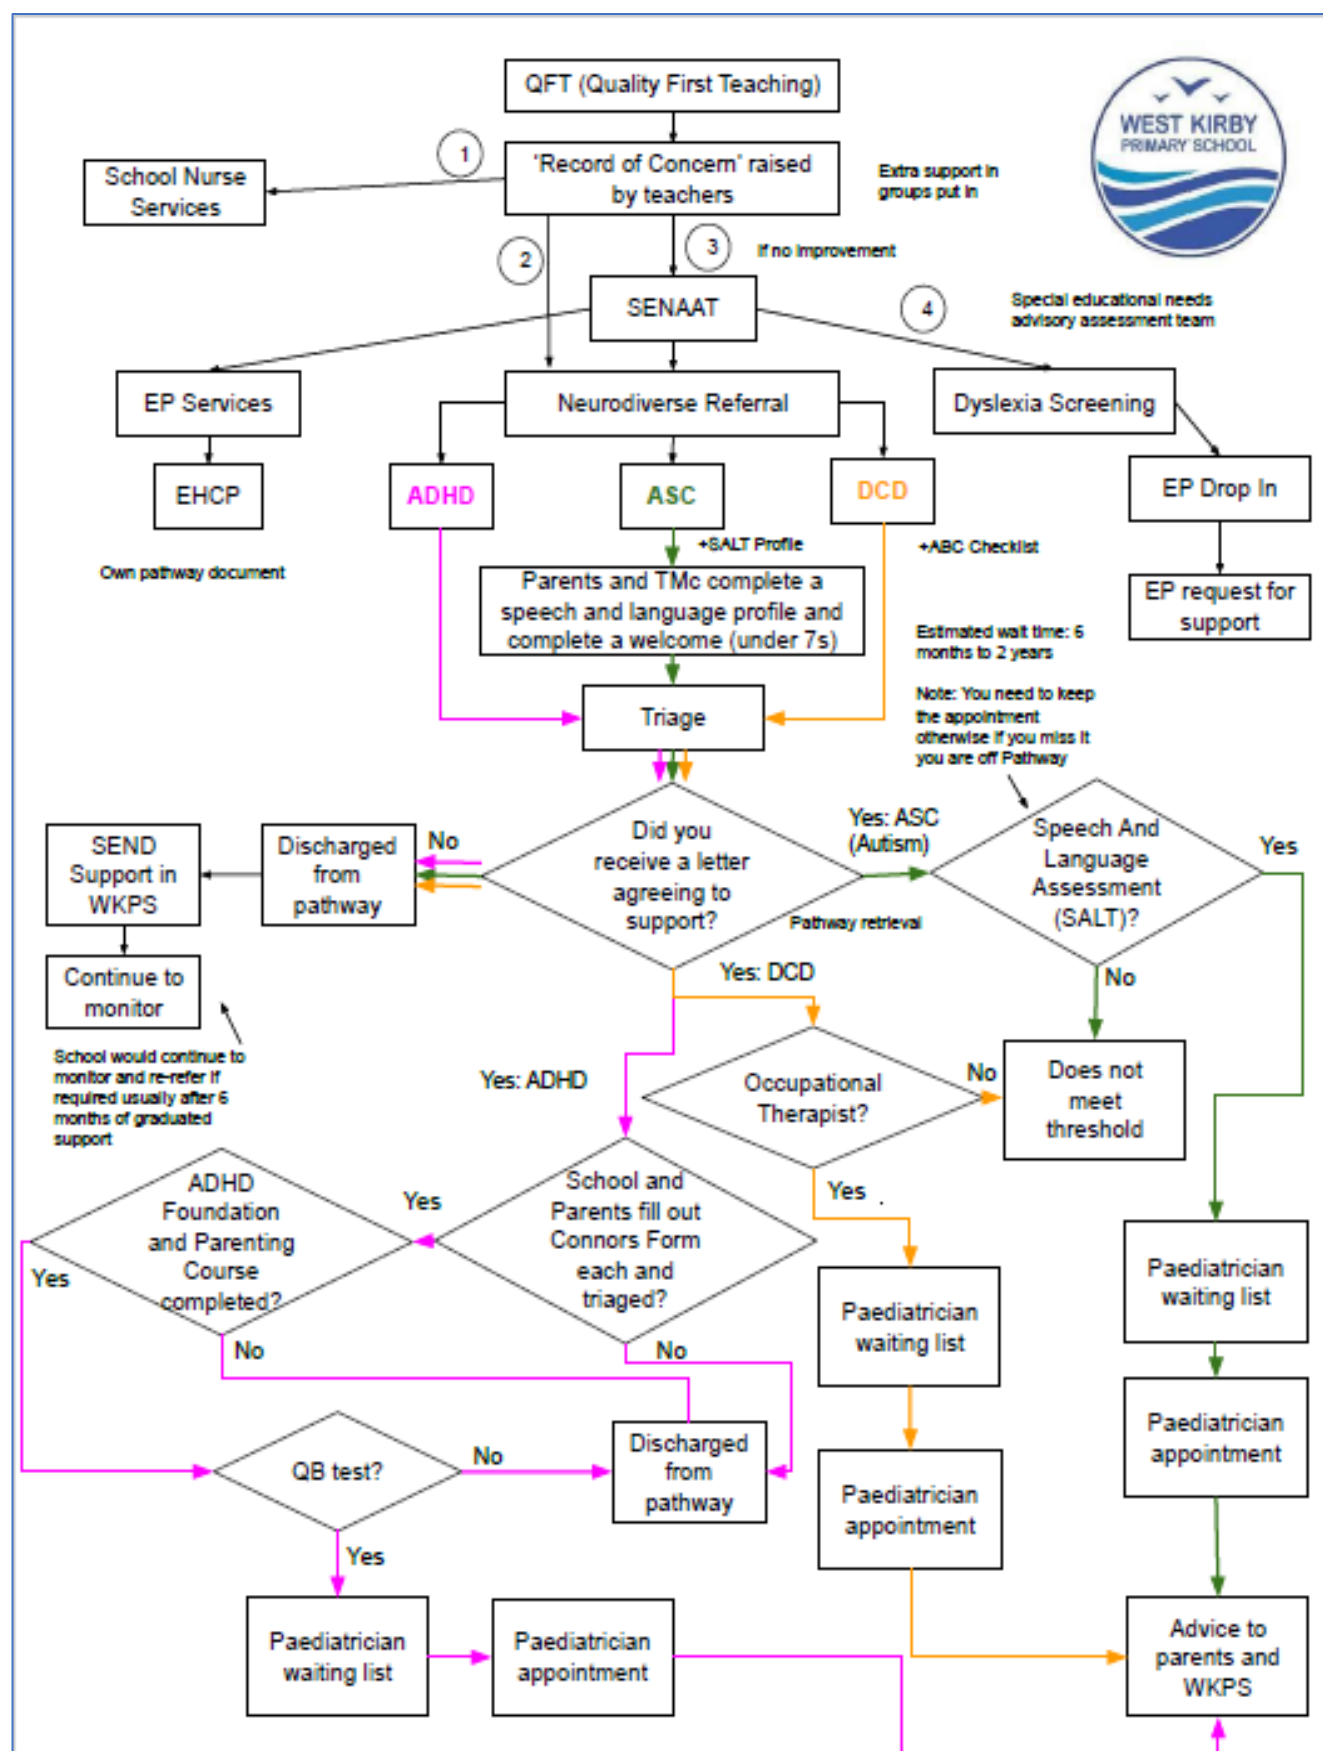 QFT (Quality First Teaching)
WEST KIRBY
PRIMARY SCHOOL
1
'Record of Concern' raised
by teachers
School Nurse
Services
Extra support in
groups put in
2
3
If no improvement
SENAAT
4
Special educational needs
advisory assessment team
EP Services
Neurodiverse Referral
Dyslexia Screening
EHCP
ADHD
ASC
DCD
EP Drop In
Own pathway document
+SALT Profile
+ABC Checklist
Parents and TMc complete a
speech and language profile and
complete a welcome (under 7s)
EP request for
support
Estimated wait time: 6
months to 2 years
Note: You need to keep
the appointment
otherwise if you miss it
you are off Pathway
Triage
Did you
receive a letter
agreeing to
support?
No
Discharged
from
pathway
SEND
Support in
WKPS
Continue to
monitor
School would continue to
monitor and re-refer if
required usually after 6
months of graduated
support
Yes: ASC
(Autism)
Pathway retrieval
Speech And
Language
Assessment
(SALT)?
Yes
No
Yes: DCD
Yes: ADHD
Occupational
Therapist?
No
Does not
meet
threshold
Yes
School and
Parents fill out
Connors Form
each and
triaged?
Yes
No
ADHD
Foundation
and Parenting
Course
completed?
Yes
No
Paediatrician
waiting list
Paediatrician
waiting list
Paediatrician
appointment
QB test?
No
Discharged
from
pathway
Yes
Paediatrician
appointment
Paediatrician
waiting list
Paediatrician
appointment
Advice to
parents and
WKPS